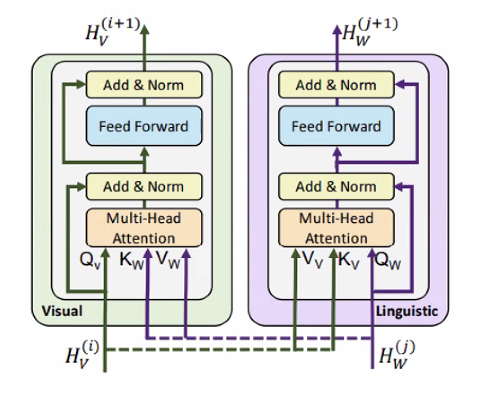 H_V^(i+1)
Add & Norm
Feed Forward
Add & Norm
Multi-Head
Attention
Q_v K_W V_W
Visual
H_V^(i)
H_W^(j+1)
Add & Norm
Feed Forward
Add & Norm
Multi-Head
Attention
V_V K_V Q_W
Linguistic
H_W^(j)